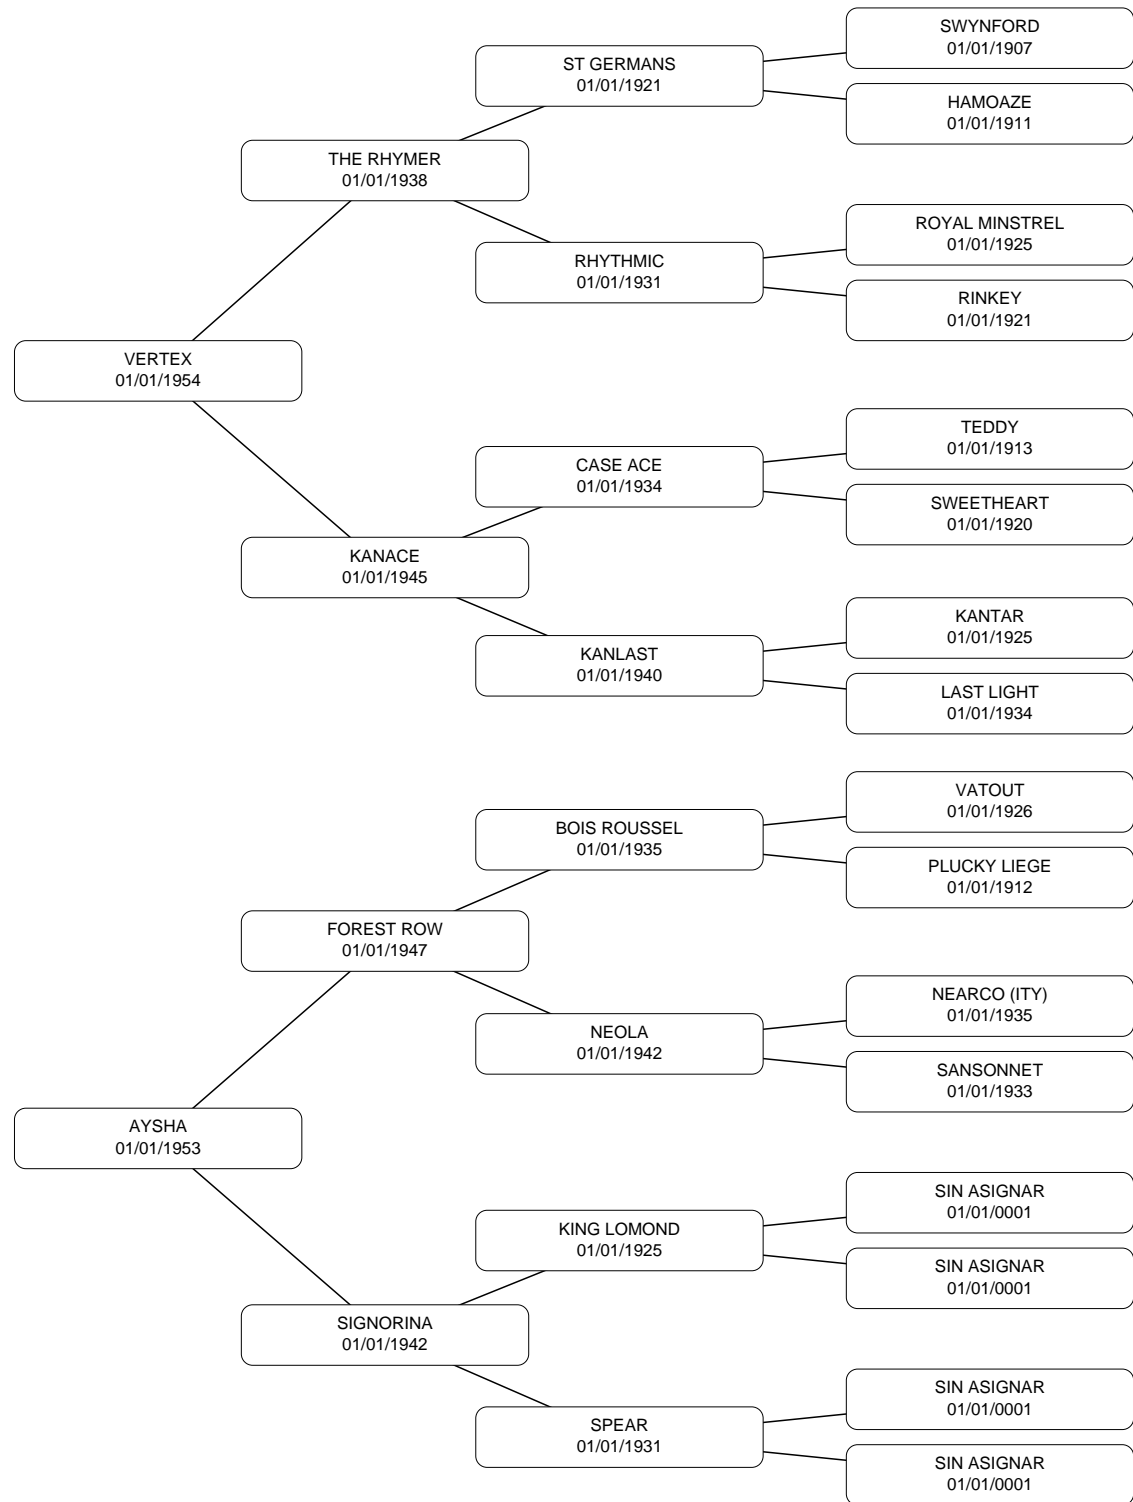 SWYNFORD
01/01/1907
ST GERMANS
01/01/1921
HAMOAZE
01/01/1911
THE RHYMER
01/01/1938
ROYAL MINSTREL
01/01/1925
RHYTHMIC
01/01/1931
RINKEY
01/01/1921
VERTEX
01/01/1954
TEDDY
01/01/1913
CASE ACE
01/01/1934
SWEETHEART
01/01/1920
KANACE
01/01/1945
KANTAR
01/01/1925
KANLAST
01/01/1940
LAST LIGHT
01/01/1934
VATOUT
01/01/1926
BOIS ROUSSEL
01/01/1935
PLUCKY LIEGE
01/01/1912
FOREST ROW
01/01/1947
NEARCO (ITY)
01/01/1935
NEOLA
01/01/1942
SANSONNET
01/01/1933
AYSHA
01/01/1953
SIN ASIGNAR
01/01/0001
KING LOMOND
01/01/1925
SIN ASIGNAR
01/01/0001
SIGNORINA
01/01/1942
SIN ASIGNAR
01/01/0001
SPEAR
01/01/1931
SIN ASIGNAR
01/01/0001